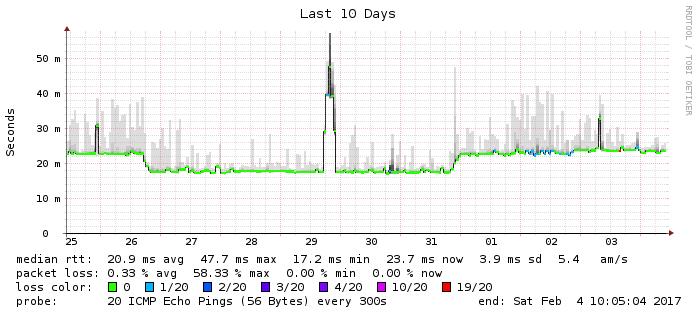 Last 10 Days
RRDTOOL / TOBI OETIKER
Seconds
50 m
40 m
30 m
20 m
10 m
0
25 26 27 28 29 30 31 01 02 03
median rtt: 20.9 ms avg 47.7 ms max 17.2 ms min 23.7 ms now 3.9 ms sd 5.4 am/s
packet loss: 0.33 % avg 58.33 % max 0.00 % min 0.00 % now
loss color: 0 1/20 2/20 3/20 4/20 10/20 19/20
probe: 20 ICMP Echo Pings (56 Bytes) every 300s end: Sat Feb 4 10:05:04 2017